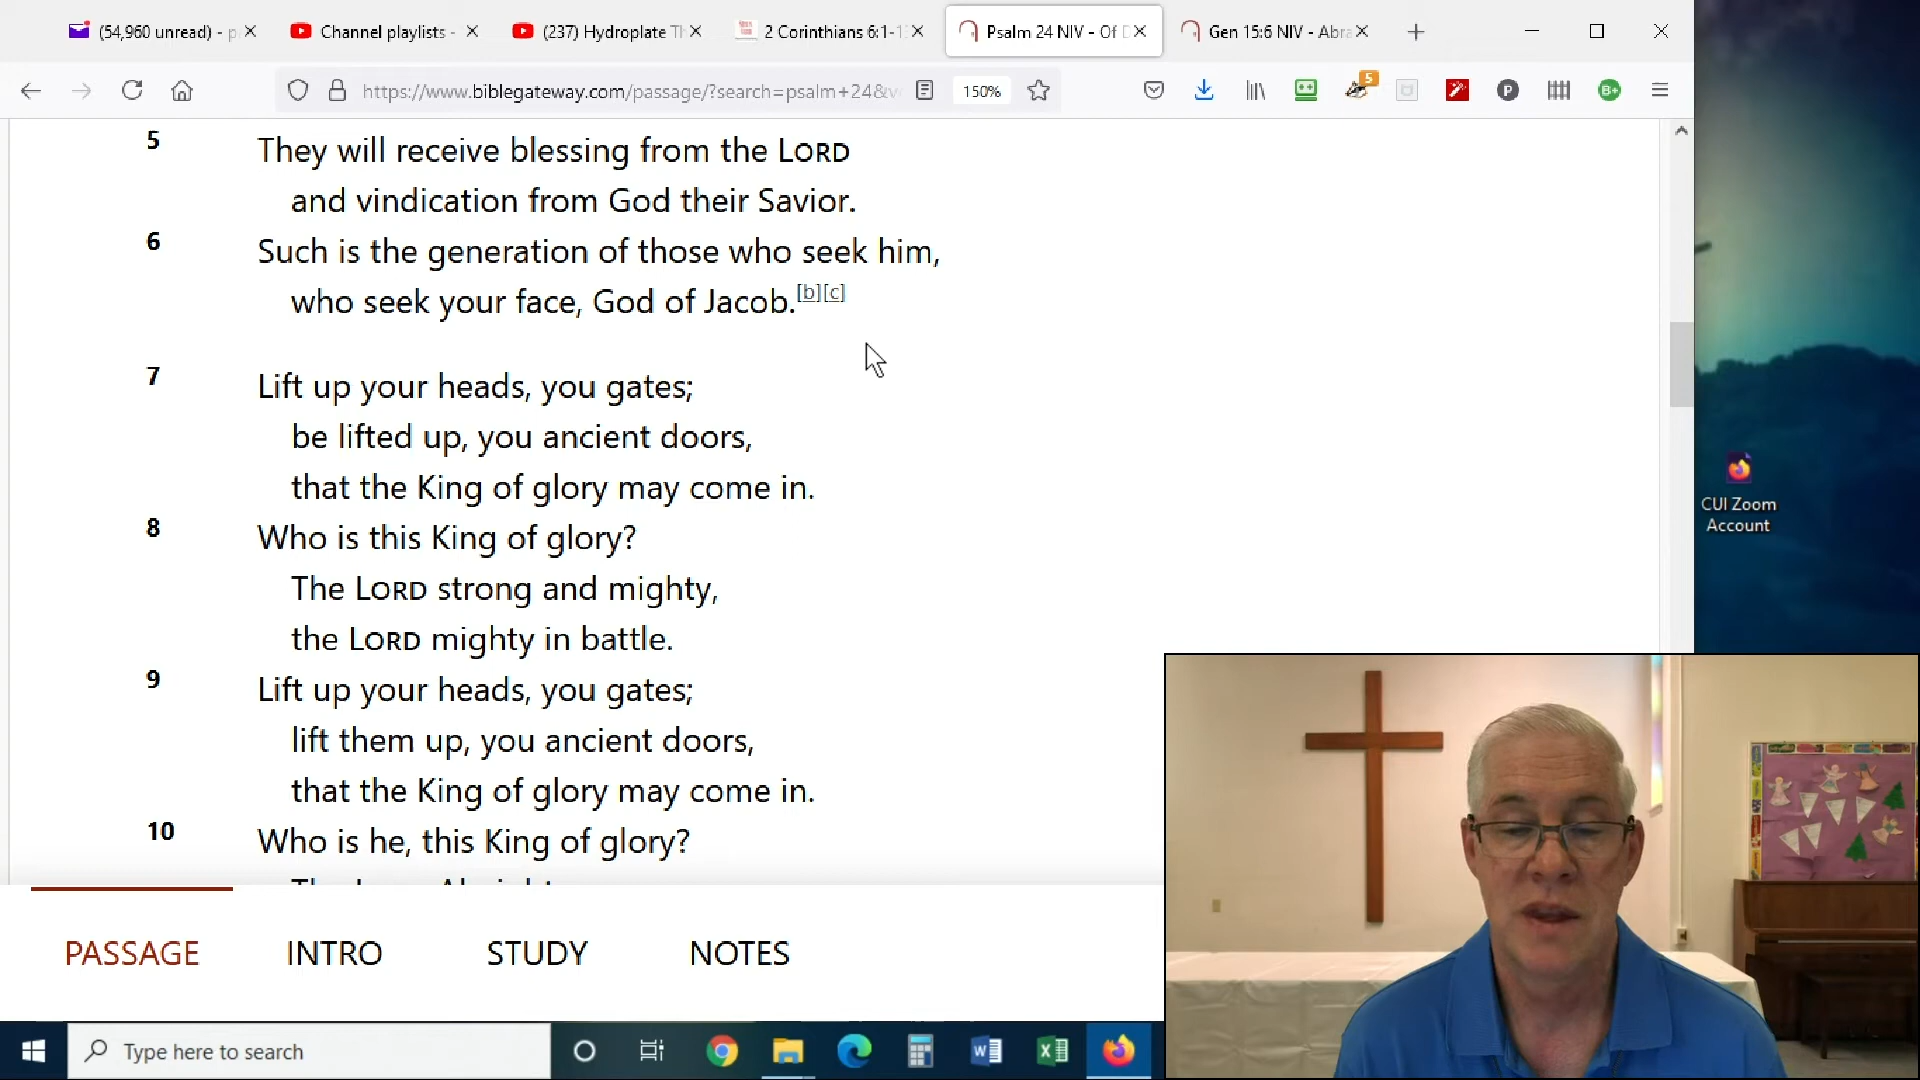 (54,960 unread) - p
Channel playlists -
(237) Hydroplate Th
2 Corinthians 6:1-1
Psalm 24 NIV - Of D
Gen 15:6 NIV - Abra
https://www.biblegateway.com/passage/?search=psalm+24&v
150%
5
P
B+
5 They will receive blessing from the LORD
and vindication from God their Savior.
6 Such is the generation of those who seek him,
who seek your face, God of Jacob.[b][c]
7 Lift up your heads, you gates;
be lifted up, you ancient doors,
that the King of glory may come in.
8 Who is this King of glory?
The LORD strong and mighty,
the LORD mighty in battle.
9 Lift up your heads, you gates;
lift them up, you ancient doors,
that the King of glory may come in.
10 Who is he, this King of glory?
CUI Zoom
Account
PASSAGE INTRO STUDY NOTES
Type here to search